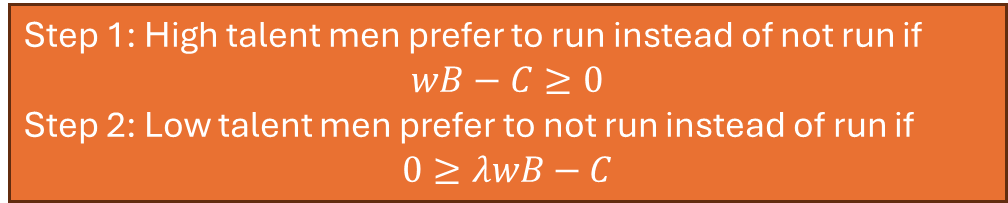 Step 1: High talent men prefer to run instead of not run if
wB − C ≥ 0
Step 2: Low talent men prefer to not run instead of run if
0 ≥ λwB − C